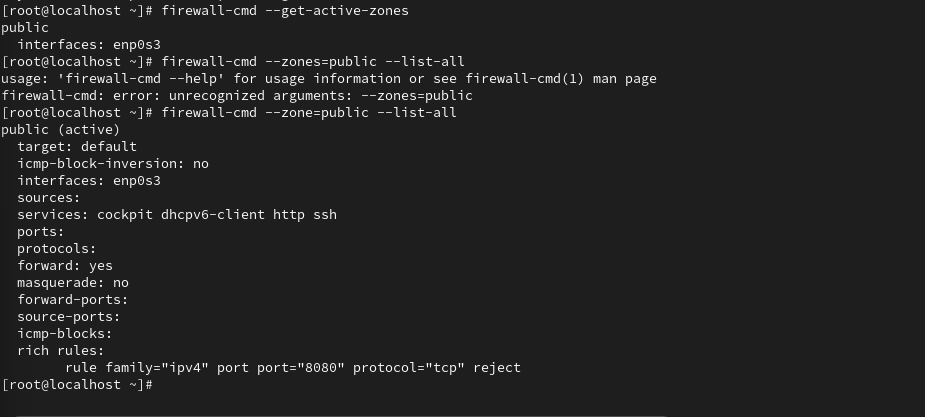 [root@localhost ~]# firewall-cmd --get-active-zones
public
  interfaces: enp0s3
[root@localhost ~]# firewall-cmd --zones=public --list-all
usage: 'firewall-cmd --help' for usage information or see firewall-cmd(1) man page
firewall-cmd: error: unrecognized arguments: --zones=public
[root@localhost ~]# firewall-cmd --zone=public --list-all
public (active)
  target: default
  icmp-block-inversion: no
  interfaces: enp0s3
  sources:
  services: cockpit dhcpv6-client http ssh
  ports:
  protocols:
  forward: yes
  masquerade: no
  forward-ports:
  source-ports:
  icmp-blocks:
  rich rules:
        rule family="ipv4" port port="8080" protocol="tcp" reject
[root@localhost ~]#